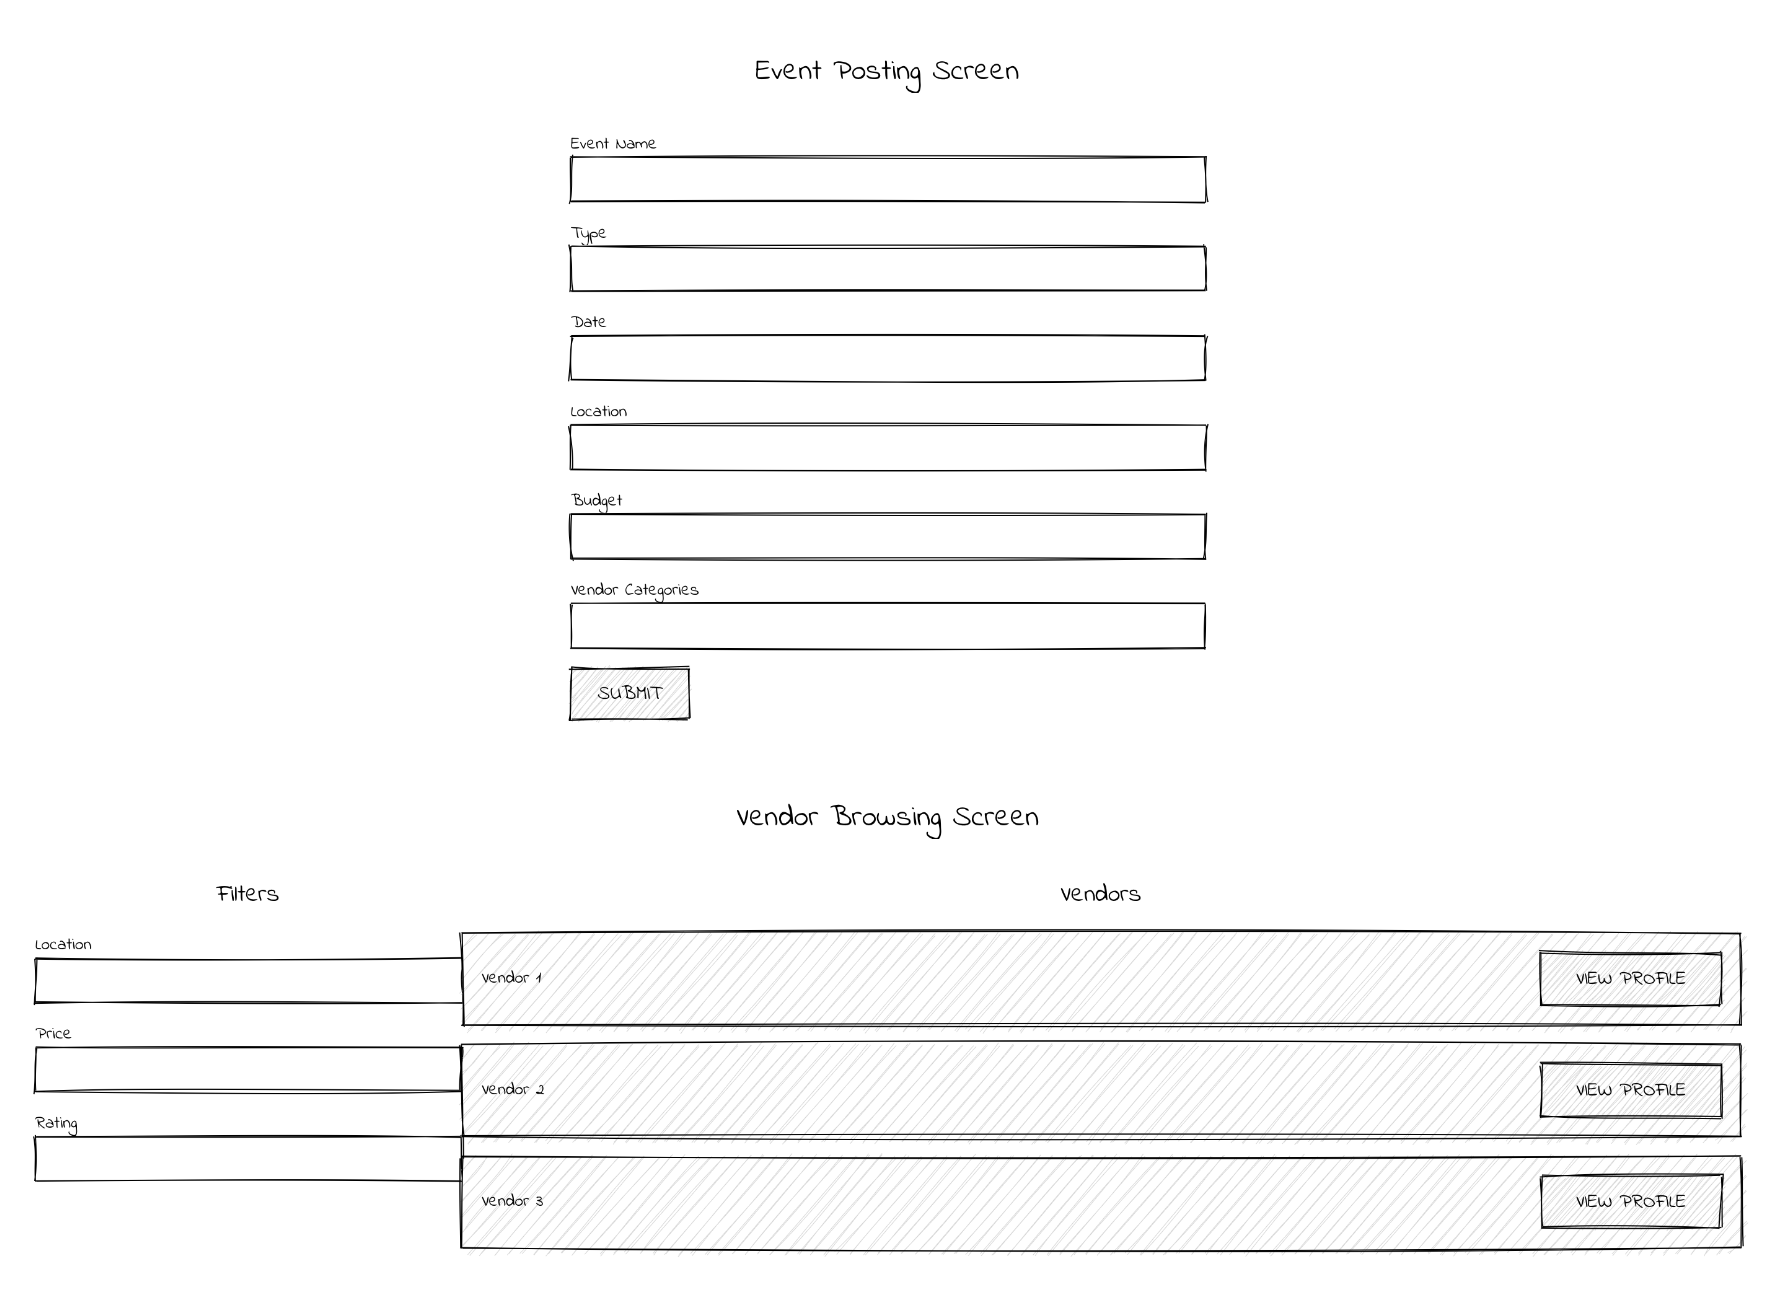 Event Posting Screen
Event Name
Type
Date
Location
Budget
Vendor Categories
SUBMIT
Vendor Browsing Screen
Filters
Location
Price
Rating
Vendors
Vendor 1
VIEW PROFILE
Vendor 2
VIEW PROFILE
Vendor 3
VIEW PROFILE